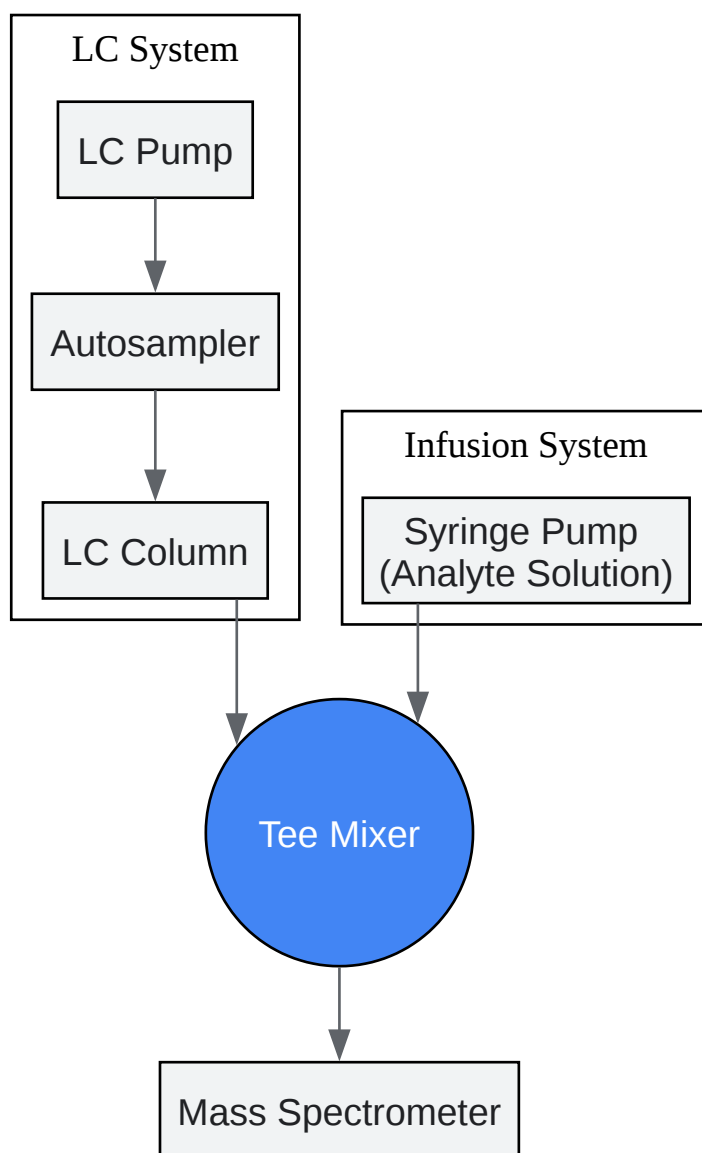 LC System
LC Pump
Autosampler
LC Column
Infusion System
Syringe Pump
(Analyte Solution)
Tee Mixer
Mass Spectrometer